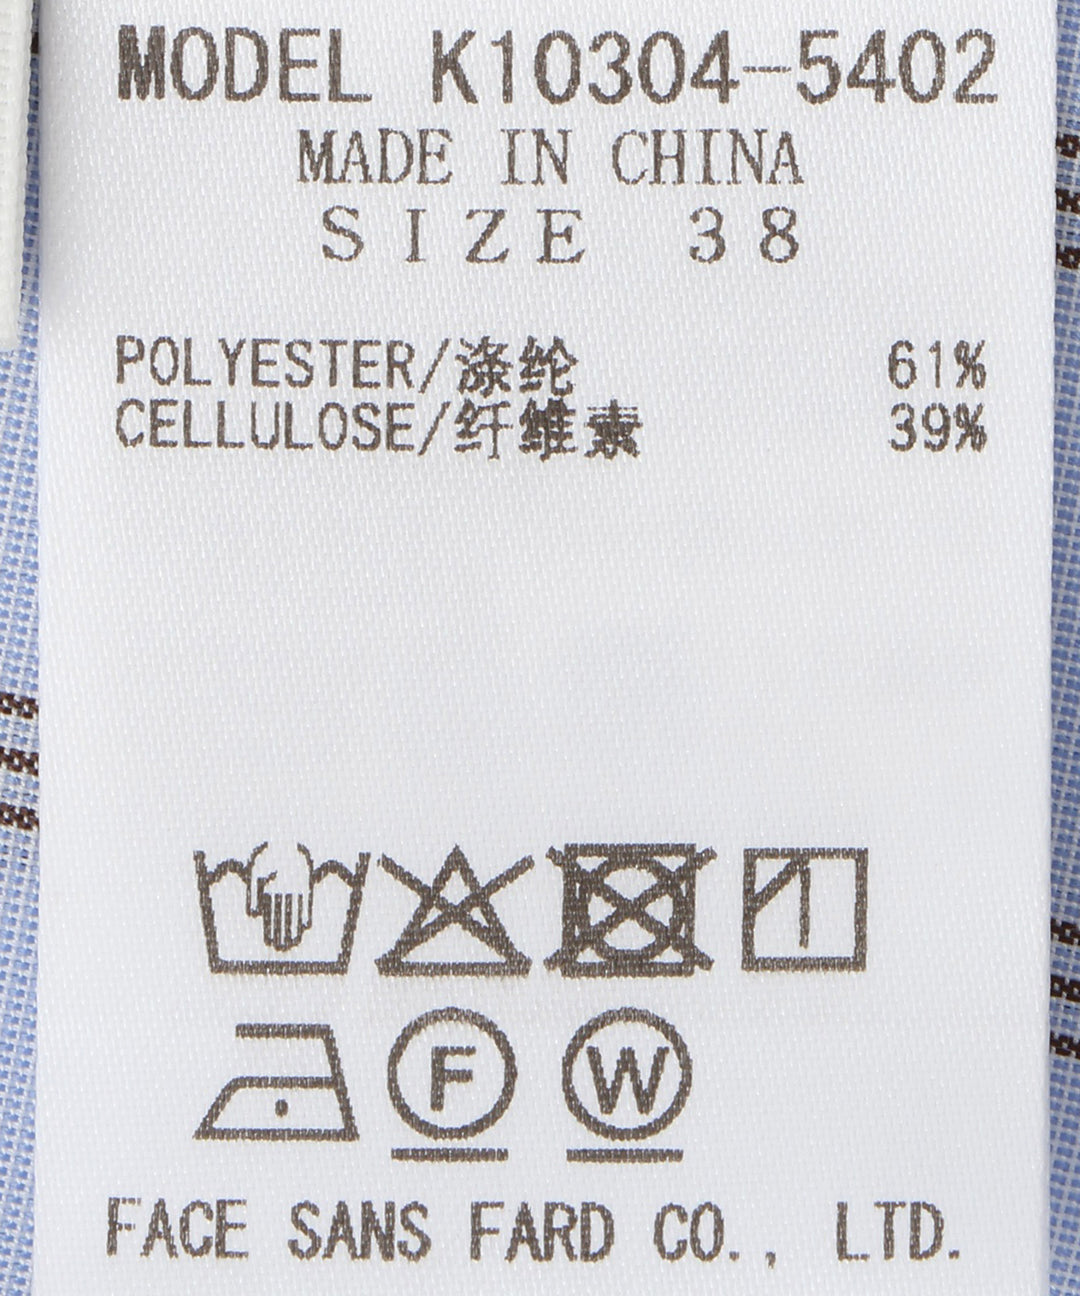 MODEL K10304-5402
MADE IN CHINA
SIZE 38
POLYESTER/涤纶 61%
CELLULOSE/纤维素 39%
F W
FACE SANS FARD CO., LTD.